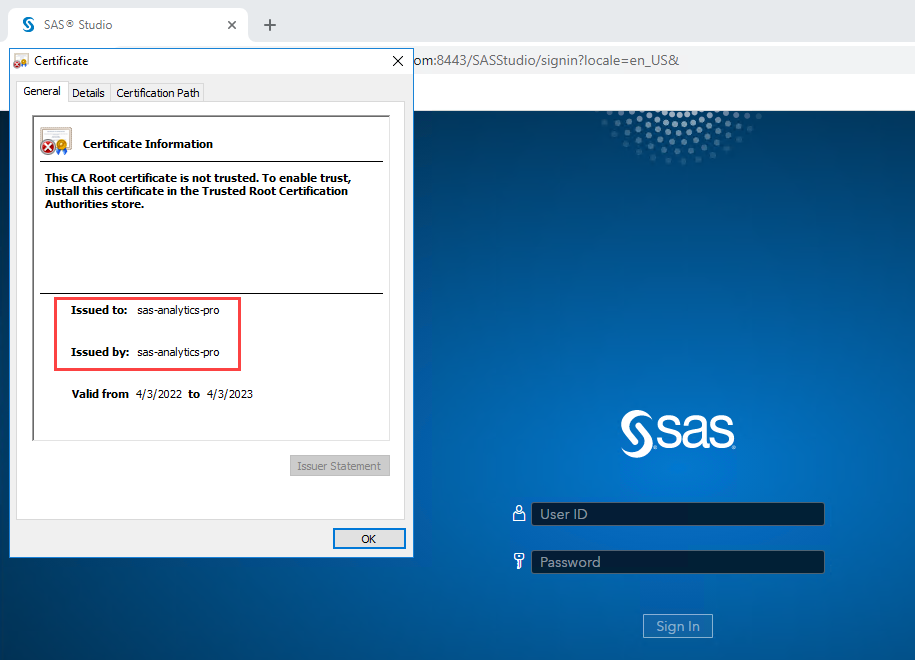 SAS® Studio
Certificate
om:8443/SASStudio/signin?locale=en_US&
General Details Certification Path
Certificate Information
This CA Root certificate is not trusted. To enable trust,
install this certificate in the Trusted Root Certification
Authorities store.
Issued to: sas-analytics-pro
Issued by: sas-analytics-pro
Valid from 4/3/2022 to 4/3/2023
Issuer Statement
OK
sas
User ID
Password
Sign In